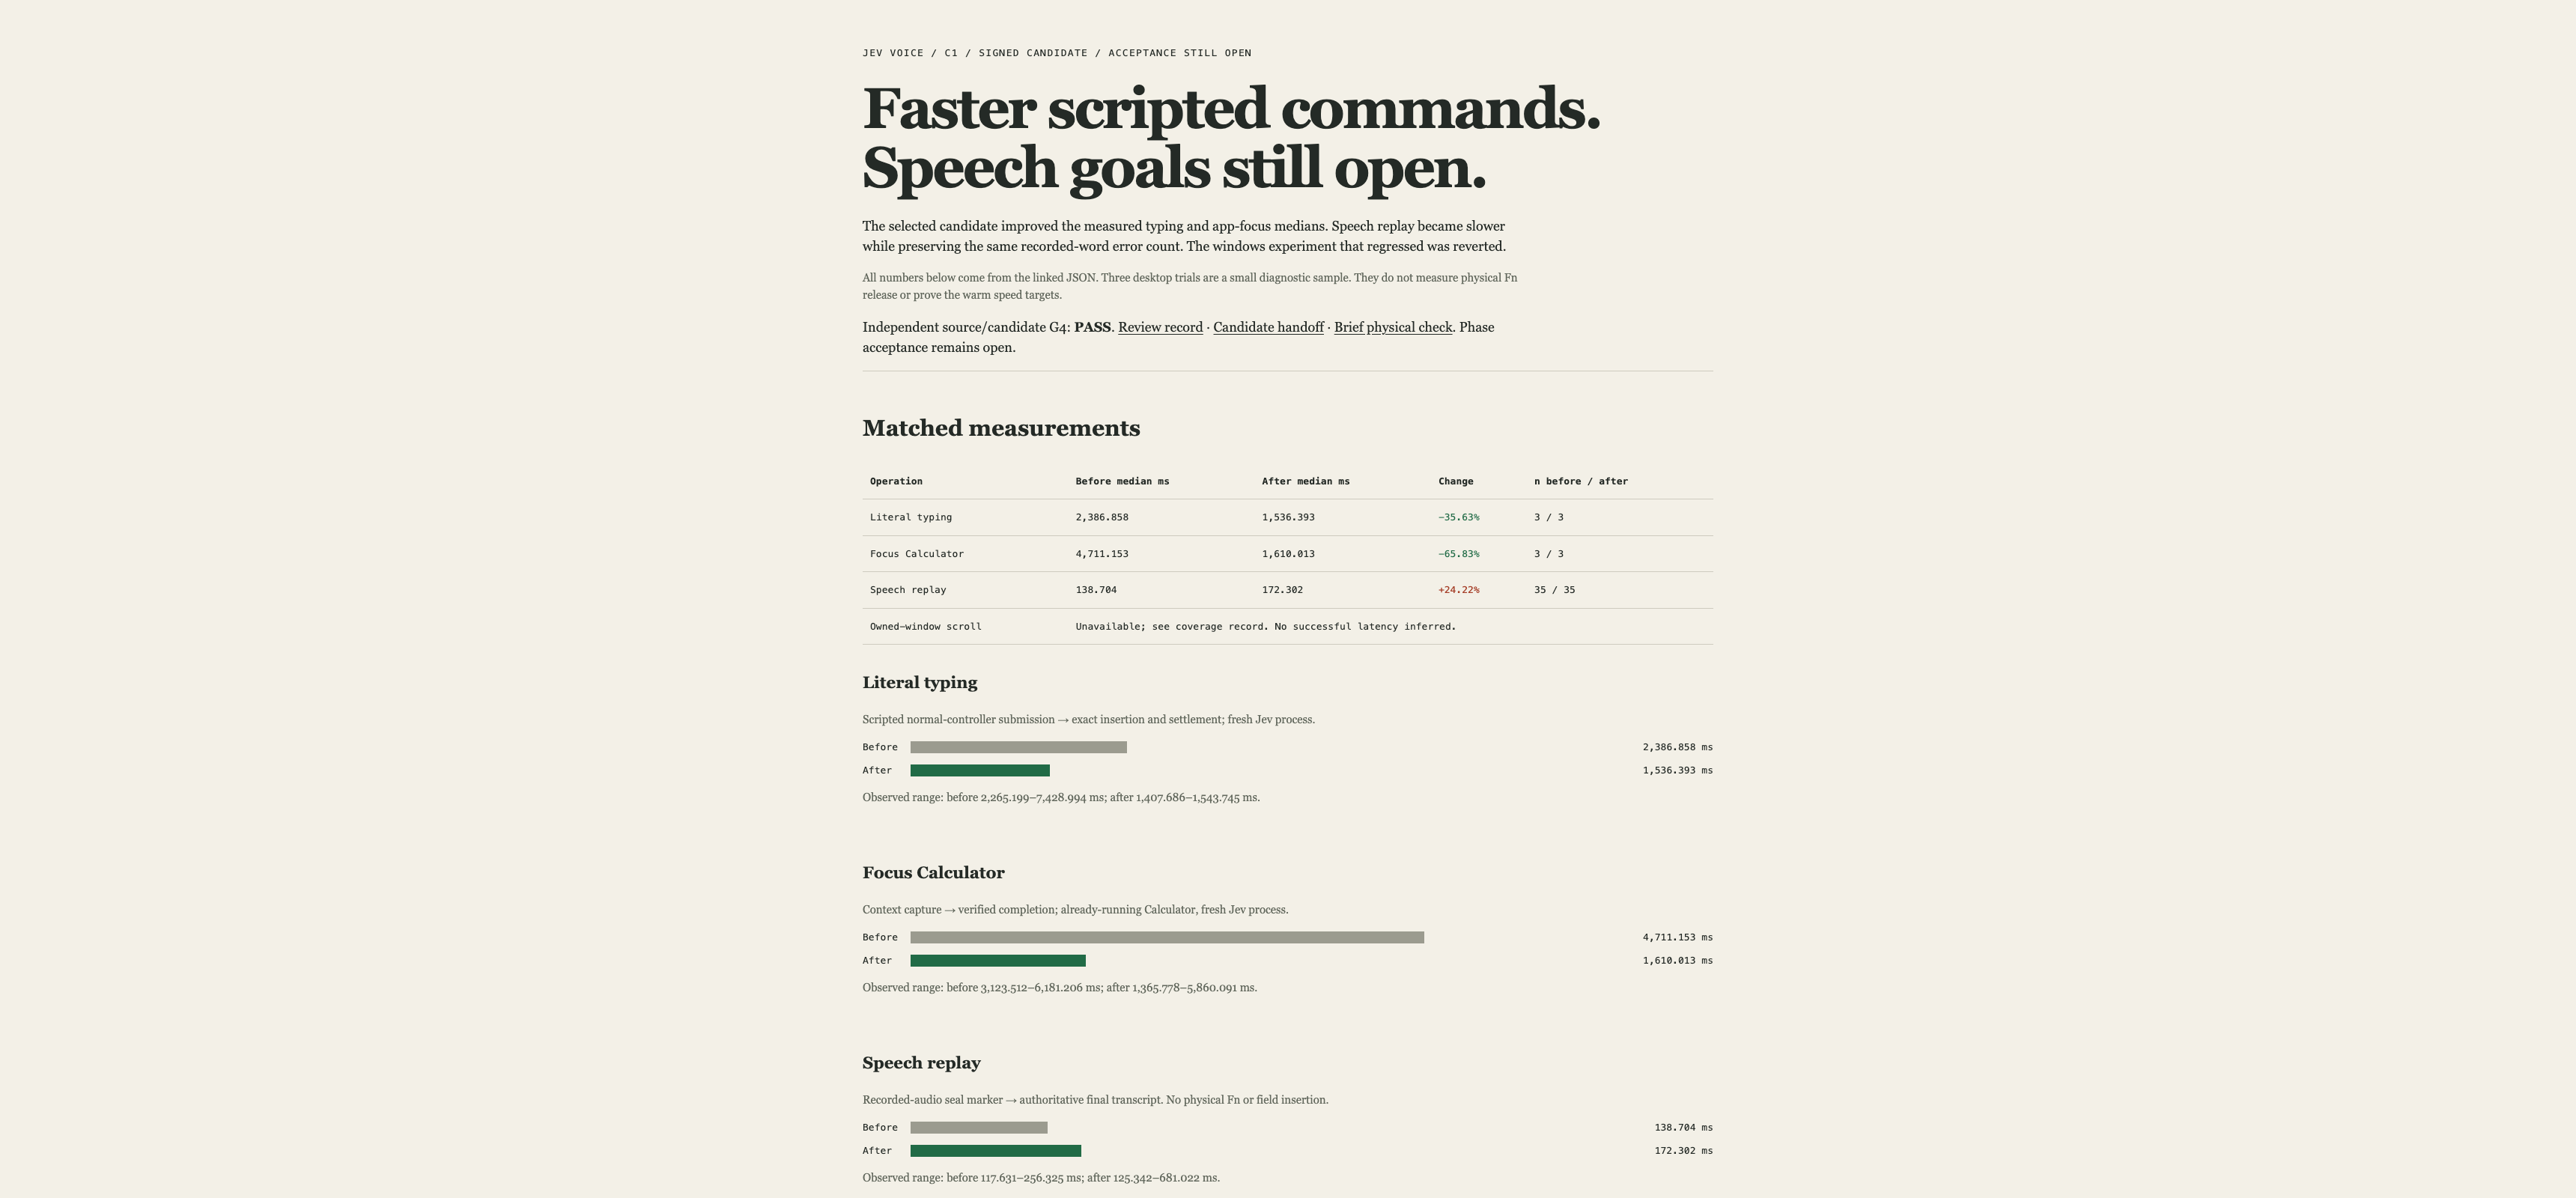 JEV VOICE / C1 / SIGNED CANDIDATE / ACCEPTANCE STILL OPEN
Faster scripted commands.
Speech goals still open.
The selected candidate improved the measured typing and app-focus medians. Speech replay became slower
while preserving the same recorded-word error count. The windows experiment that regressed was reverted.
All numbers below come from the linked JSON. Three desktop trials are a small diagnostic sample. They do not measure physical Fn
release or prove the warm speed targets.
Independent source/candidate G4: PASS. Review record · Candidate handoff · Brief physical check. Phase
acceptance remains open.
Matched measurements
Operation Before median ms After median ms Change n before / after
Literal typing 2,386.858 1,536.393 −35.63% 3 / 3
Focus Calculator 4,711.153 1,610.013 −65.83% 3 / 3
Speech replay 138.704 172.302 +24.22% 35 / 35
Owned-window scroll Unavailable; see coverage record. No successful latency inferred.
Literal typing
Scripted normal-controller submission → exact insertion and settlement; fresh Jev process.
Before 2,386.858 ms
After 1,536.393 ms
Observed range: before 2,265.199–7,428.994 ms; after 1,407.686–1,543.745 ms.
Focus Calculator
Context capture → verified completion; already-running Calculator, fresh Jev process.
Before 4,711.153 ms
After 1,610.013 ms
Observed range: before 3,123.512–6,181.206 ms; after 1,365.778–5,860.091 ms.
Speech replay
Recorded-audio seal marker → authoritative final transcript. No physical Fn or field insertion.
Before 138.704 ms
After 172.302 ms
Observed range: before 117.631–256.325 ms; after 125.342–681.022 ms.